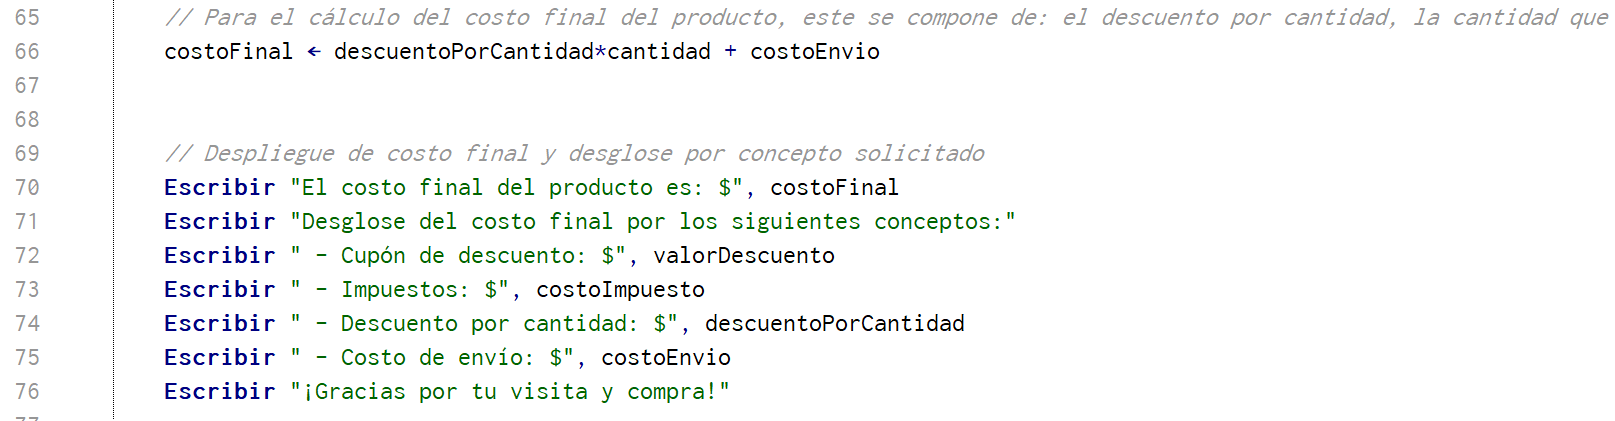 65 // Para el cálculo del costo final del producto, este se compone de: el descuento por cantidad, la cantidad que
66 costoFinal ← descuentoPorCantidad*cantidad + costoEnvio
67
68
69 // Despliegue de costo final y desglose por concepto solicitado
70 Escribir "El costo final del producto es: $", costoFinal
71 Escribir "Desglose del costo final por los siguientes conceptos:"
72 Escribir " - Cupón de descuento: $", valorDescuento
73 Escribir " - Impuestos: $", costoImpuesto
74 Escribir " - Descuento por cantidad: $", descuentoPorCantidad
75 Escribir " - Costo de envío: $", costoEnvio
76 Escribir "¡Gracias por tu visita y compra!"